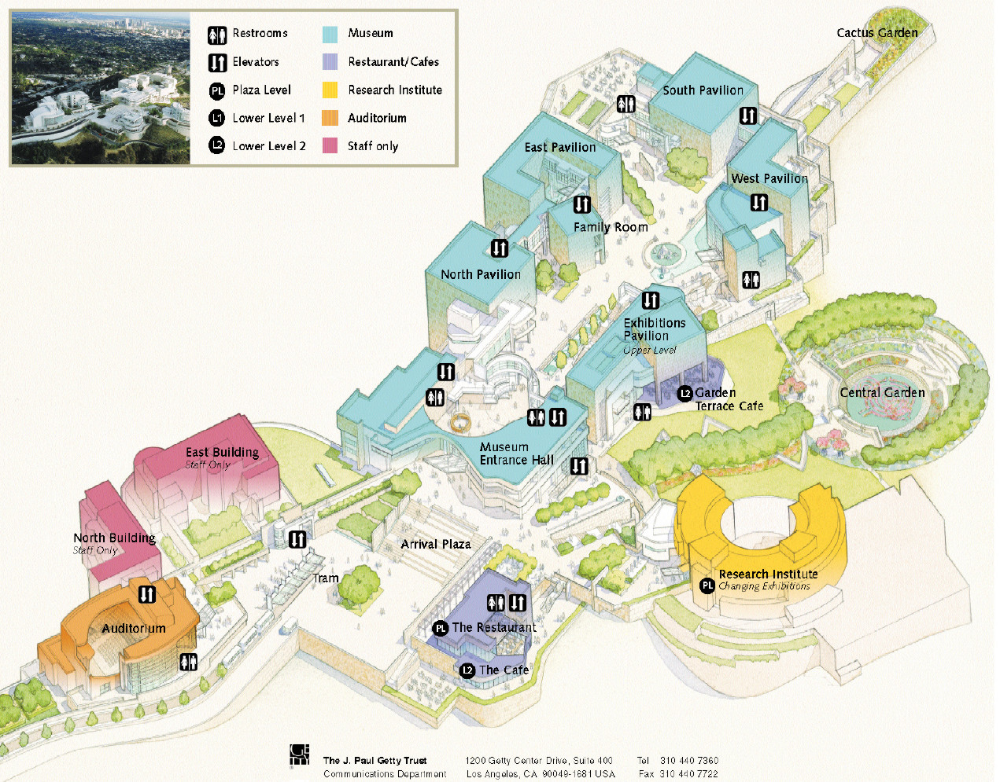 Restrooms
Elevators
PL Plaza Level
L1 Lower Level 1
L2 Lower Level 2
Museum
Restaurant/Cafes
Research Institute
Auditorium
Staff only
Cactus Garden
South Pavilion
East Pavilion
West Pavilion
Family Room
North Pavilion
Exhibitions
Pavilion
Upper Level
L2 Garden
Terrace Cafe
Central Garden
Museum
Entrance Hall
East Building
Staff Only
North Building
Staff Only
Arrival Plaza
Tram
Research Institute
PL Changing Exhibitions
Auditorium
PL The Restaurant
L2 The Cafe
The J. Paul Getty Trust
Communications Department
1200 Getty Center Drive, Suite 400
Los Angeles, CA 90049-1681 USA
Tel 310 440 7360
Fax 310 440 7722